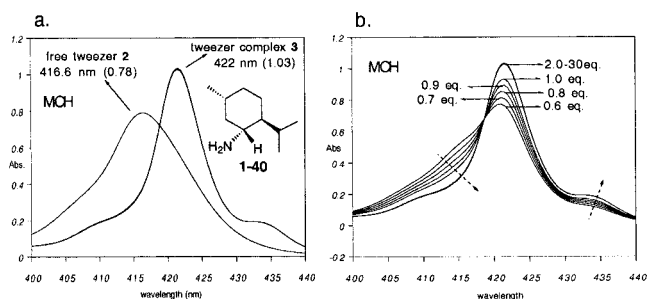 a.
free tweezer 2
416.6 nm (0.78)
tweezer complex 3
422 nm (1.03)
MCH
H₂N
H
1-40
Abs.
1.2
1
0.8
0.6
0.4
0.2
0
400 405 410 415 420 425 430 435 440
wavelength (nm)
b.
MCH
2.0-30eq.
1.0 eq.
0.9 eq.
0.8 eq.
0.7 eq.
0.6 eq.
Abs
1.2
1
0.8
0.6
0.4
0.2
0
-0.2
400 405 410 415 420 425 430 435 440
wavelength